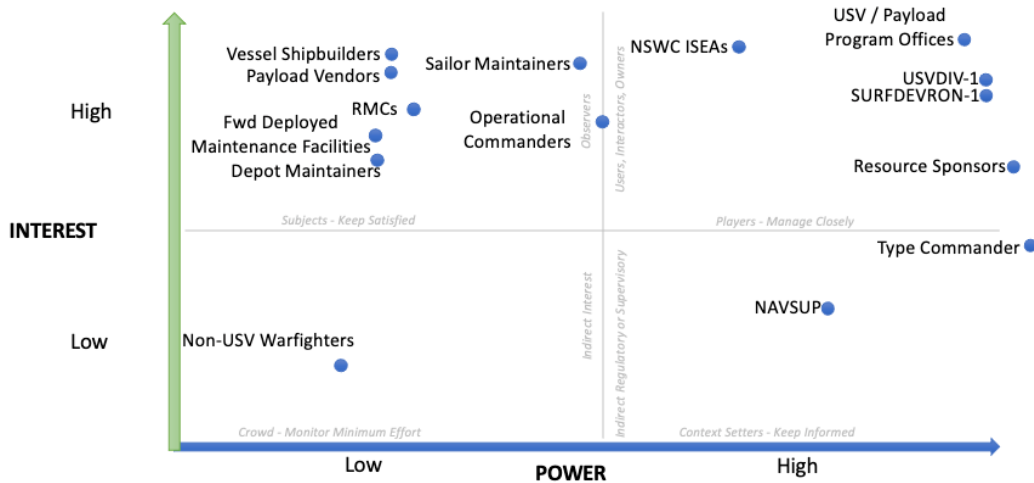 USV / Payload
Program Offices
NSWC ISEAs
Vessel Shipbuilders
Payload Vendors
Sailor Maintainers
USVDIV-1
SURFDEVRON-1
High
RMCs
Fwd Deployed
Maintenance Facilities
Depot Maintainers
Operational
Commanders
Observers
Users, Interactors, Owners
Resource Sponsors
Subjects - Keep Satisfied
Players - Manage Closely
INTEREST
Type Commander
NAVSUP
Low
Non-USV Warfighters
Indirect Interest
Indirect Regulatory or Supervisory
Crowd - Monitor Minimum Effort
Context Setters - Keep Informed
Low
POWER
High